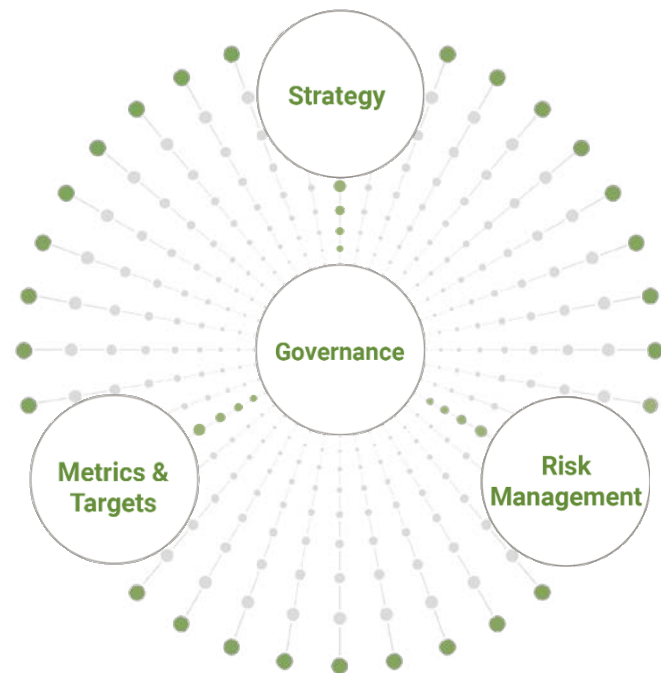 Strategy
Governance
Metrics &
Targets
Risk
Management